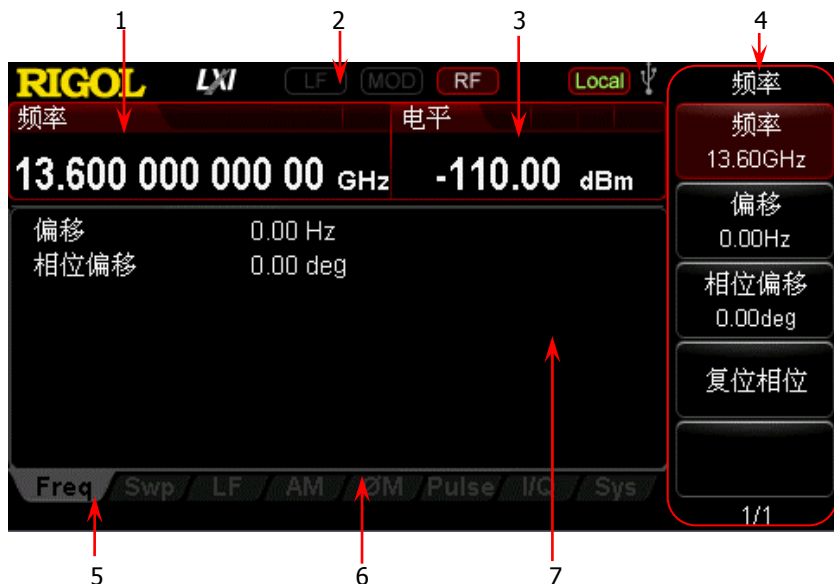 1 2 3 4
RIGOL LXI LF MOD RF Local
频率 电平
13.600 000 000 00 GHz -110.00 dBm
偏移 0.00 Hz
相位偏移 0.00 deg
频率
频率
13.60GHz
偏移
0.00Hz
相位偏移
0.00deg
复位相位
1/1
Freq Swp LF AM ØM Pulse I/Q Sys
5 6 7